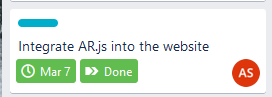 Integrate AR.js into the website
Mar 7 Done
AS